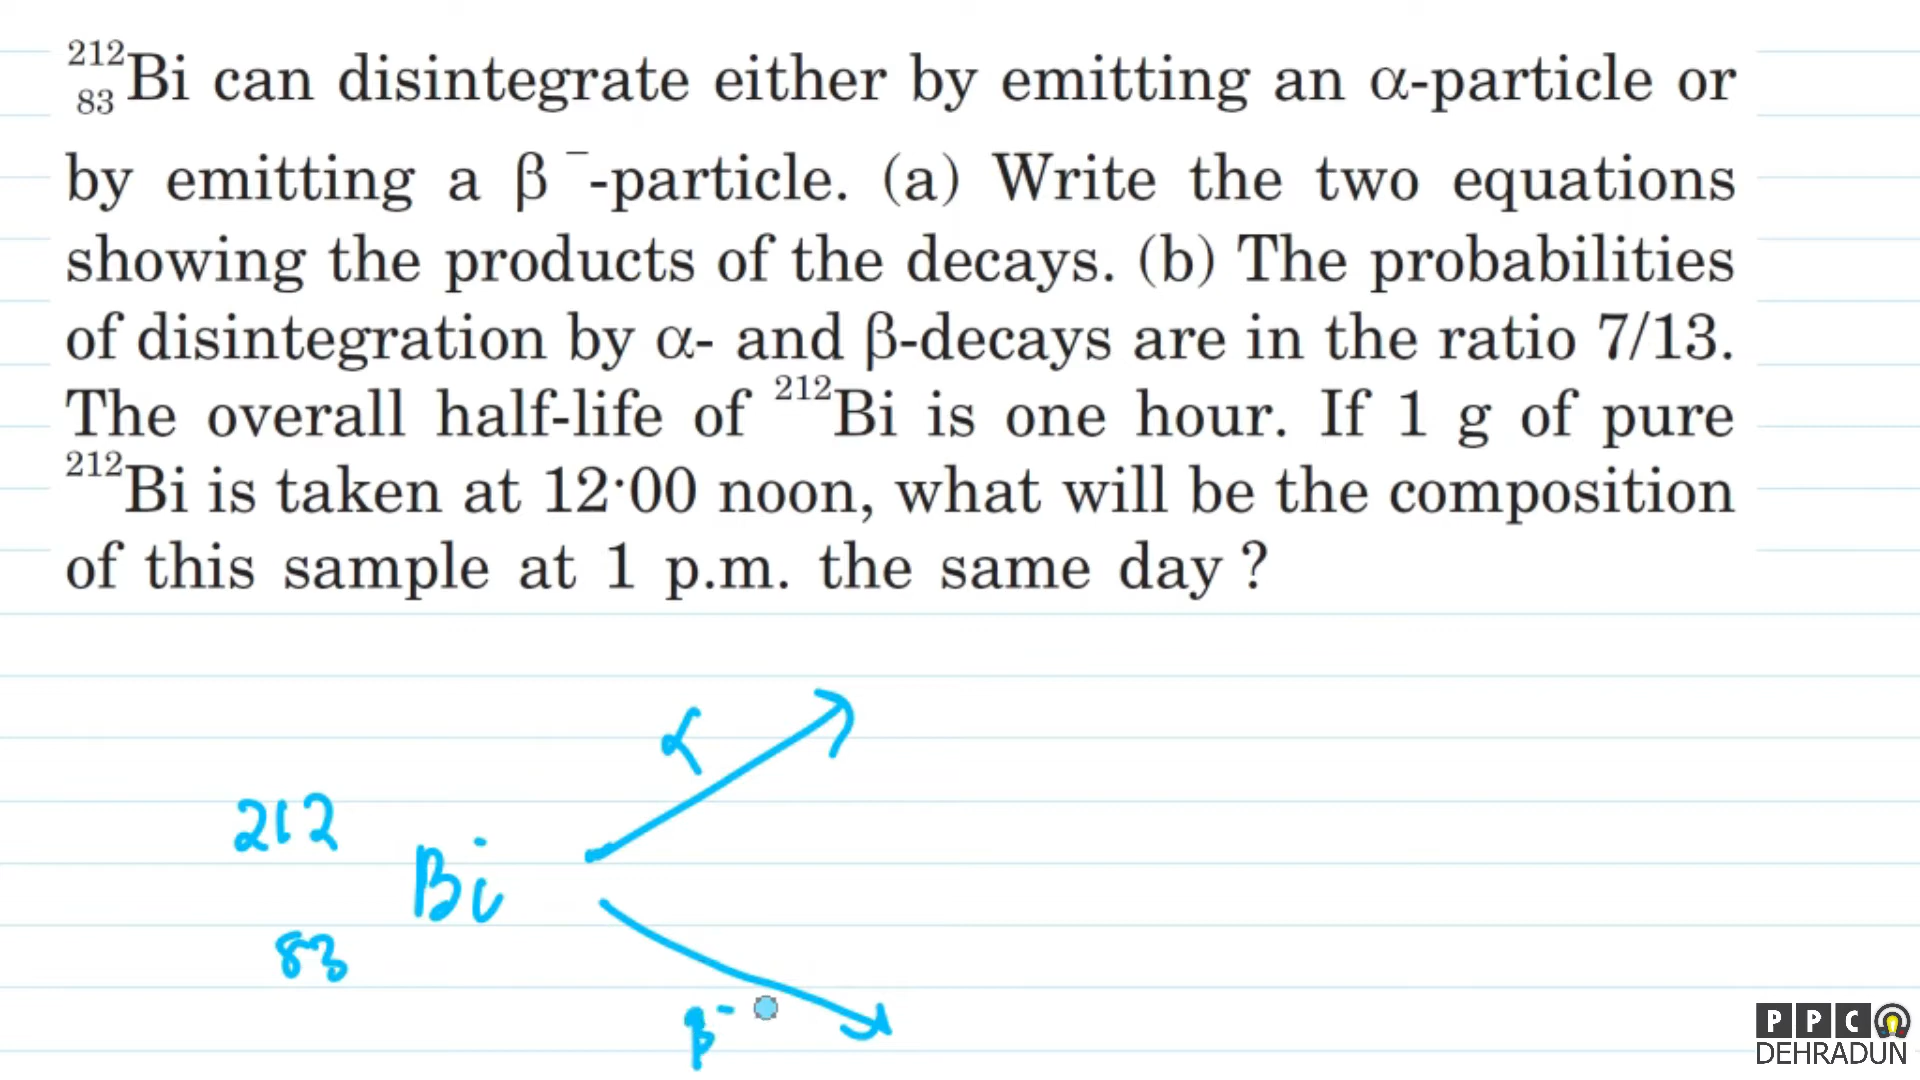 ²¹²₈₃Bi can disintegrate either by emitting an α-particle or
by emitting a β⁻-particle. (a) Write the two equations
showing the products of the decays. (b) The probabilities
of disintegration by α- and β-decays are in the ratio 7/13.
The overall half-life of ²¹²Bi is one hour. If 1 g of pure
²¹²Bi is taken at 12·00 noon, what will be the composition
of this sample at 1 p.m. the same day ?
α
212
Bi
83
β⁻
PPC
DEHRADUN